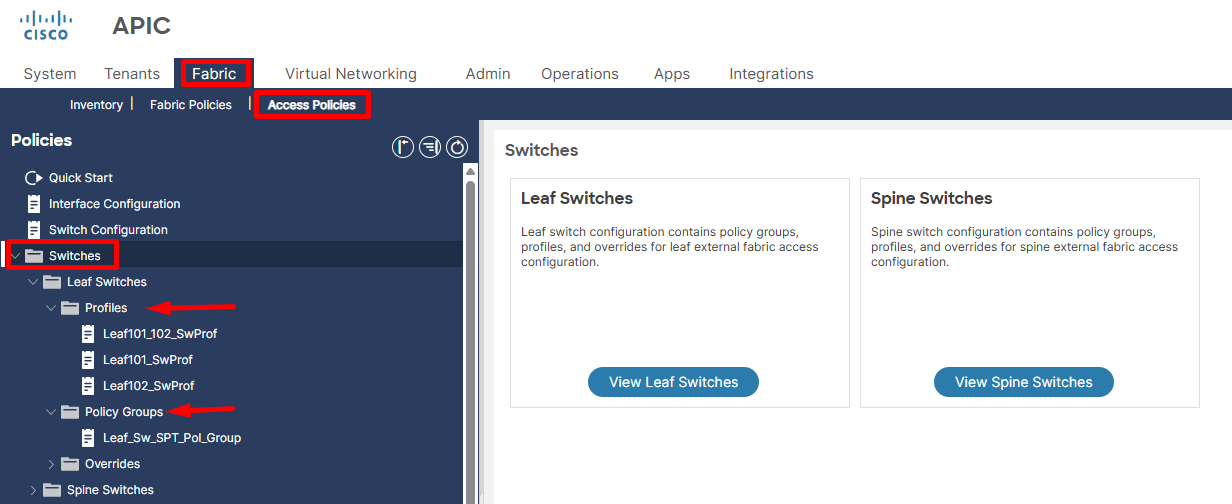 CISCO
APIC
System Tenants Fabric Virtual Networking Admin Operations Apps Integrations
Inventory Fabric Policies Access Policies
Policies
Quick Start
Interface Configuration
Switch Configuration
Switches
Leaf Switches
Profiles
Leaf101_102_SwProf
Leaf101_SwProf
Leaf102_SwProf
Policy Groups
Leaf_Sw_SPT_Pol_Group
Overrides
Spine Switches
Switches
Leaf Switches
Leaf switch configuration contains policy groups,
profiles, and overrides for leaf external fabric access
configuration.
View Leaf Switches
Spine Switches
Spine switch configuration contains policy groups,
profiles, and overrides for spine external fabric access
configuration.
View Spine Switches